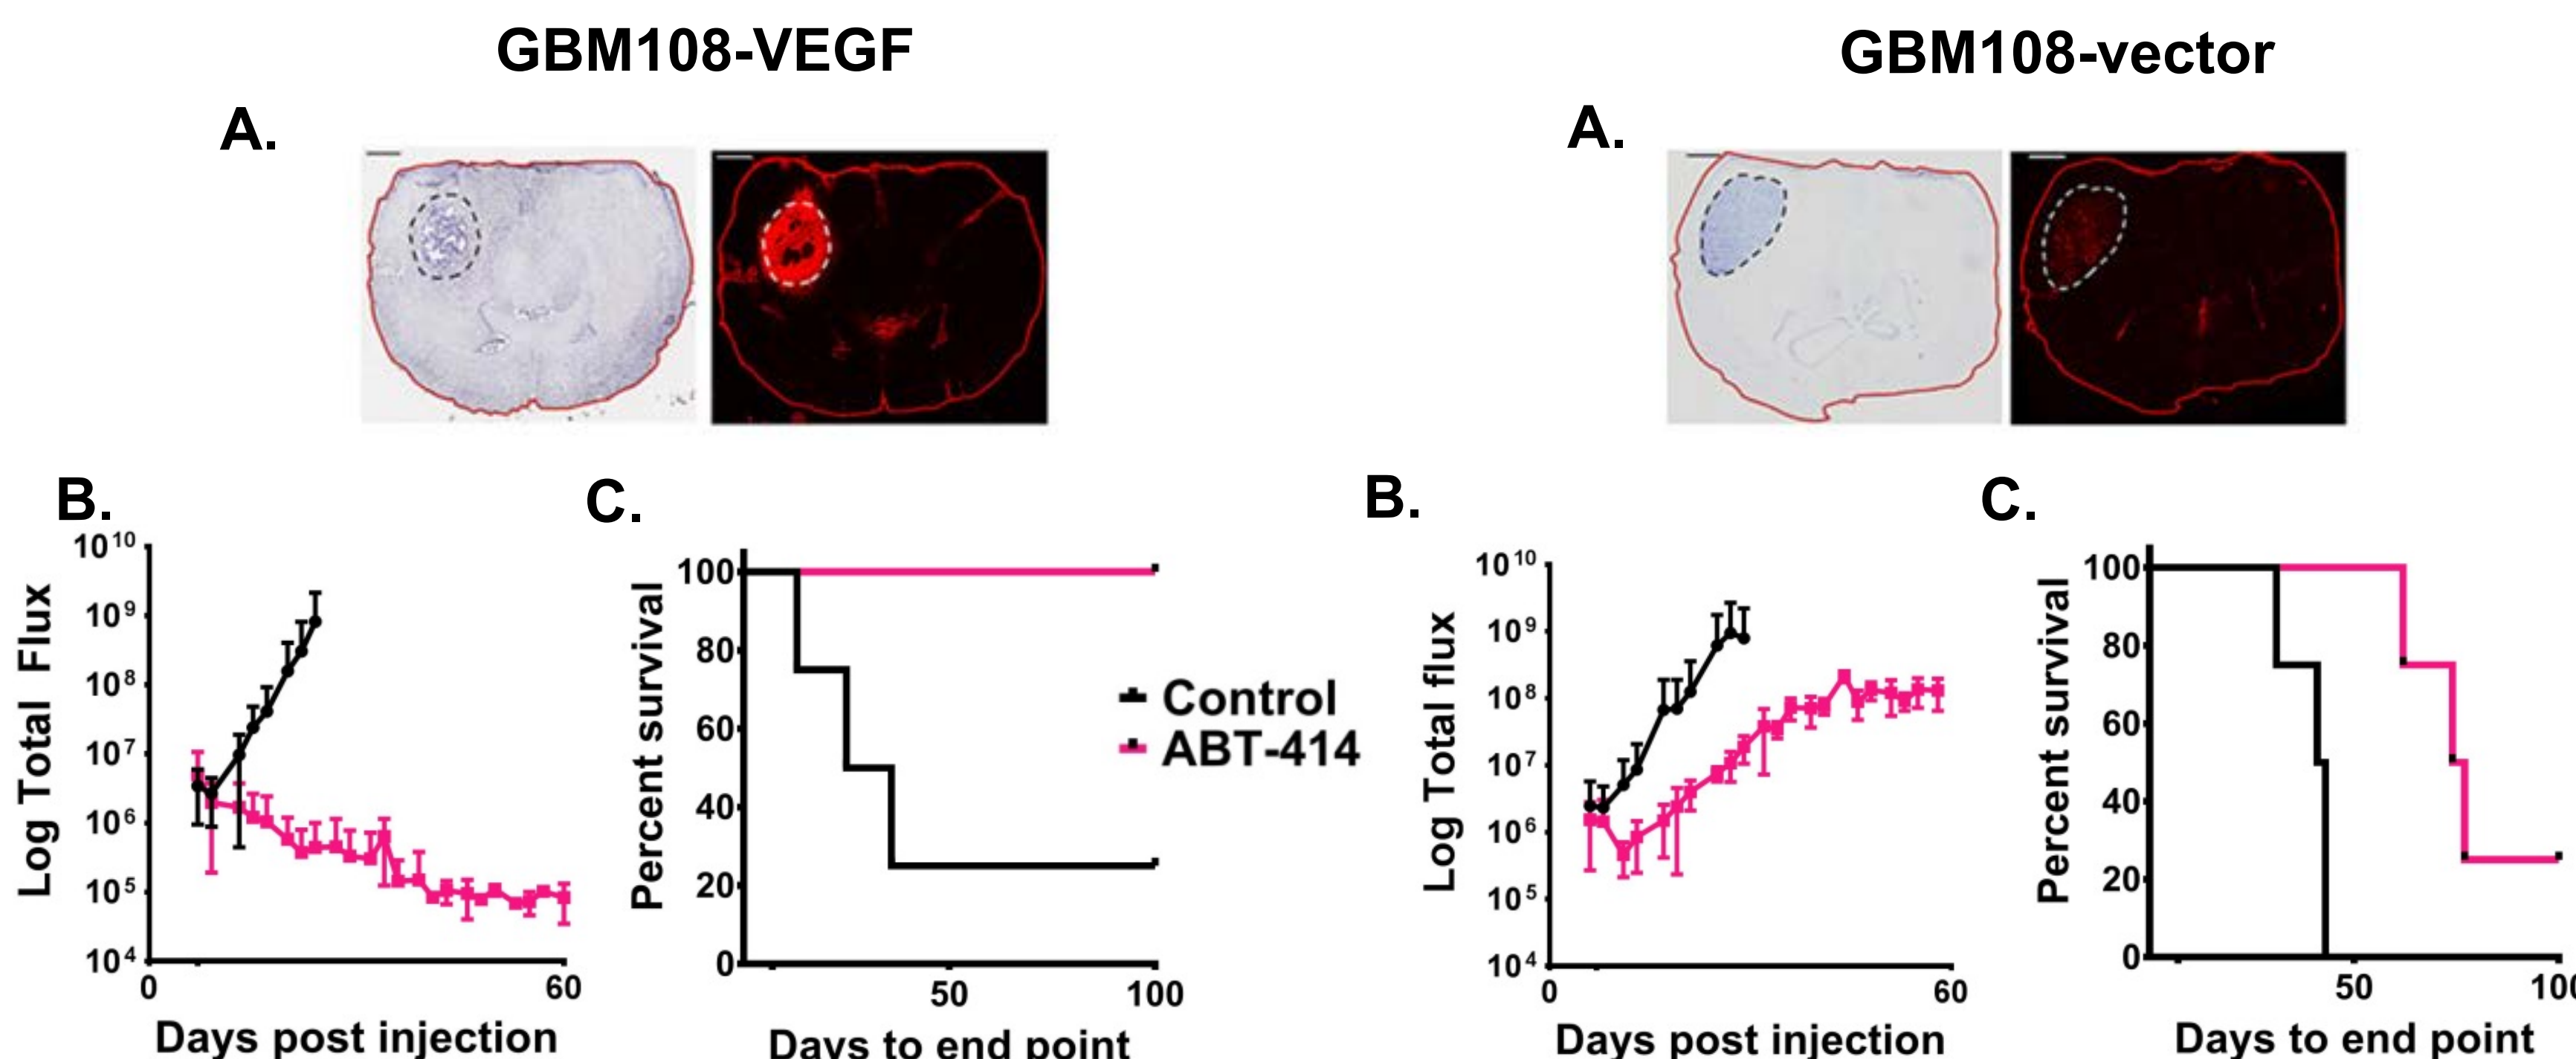 GBM108-VEGF
A.
B.
Log Total Flux
10^10
10^9
10^8
10^7
10^6
10^5
10^4
0
60
Days post injection
C.
Percent survival
100
80
60
40
20
0
50
100
Days to end point
Control
ABT-414
GBM108-vector
A.
B.
Log Total flux
10^10
10^9
10^8
10^7
10^6
10^5
10^4
0
60
Days post injection
C.
Percent survival
100
80
60
40
20
0
50
100
Days to end point